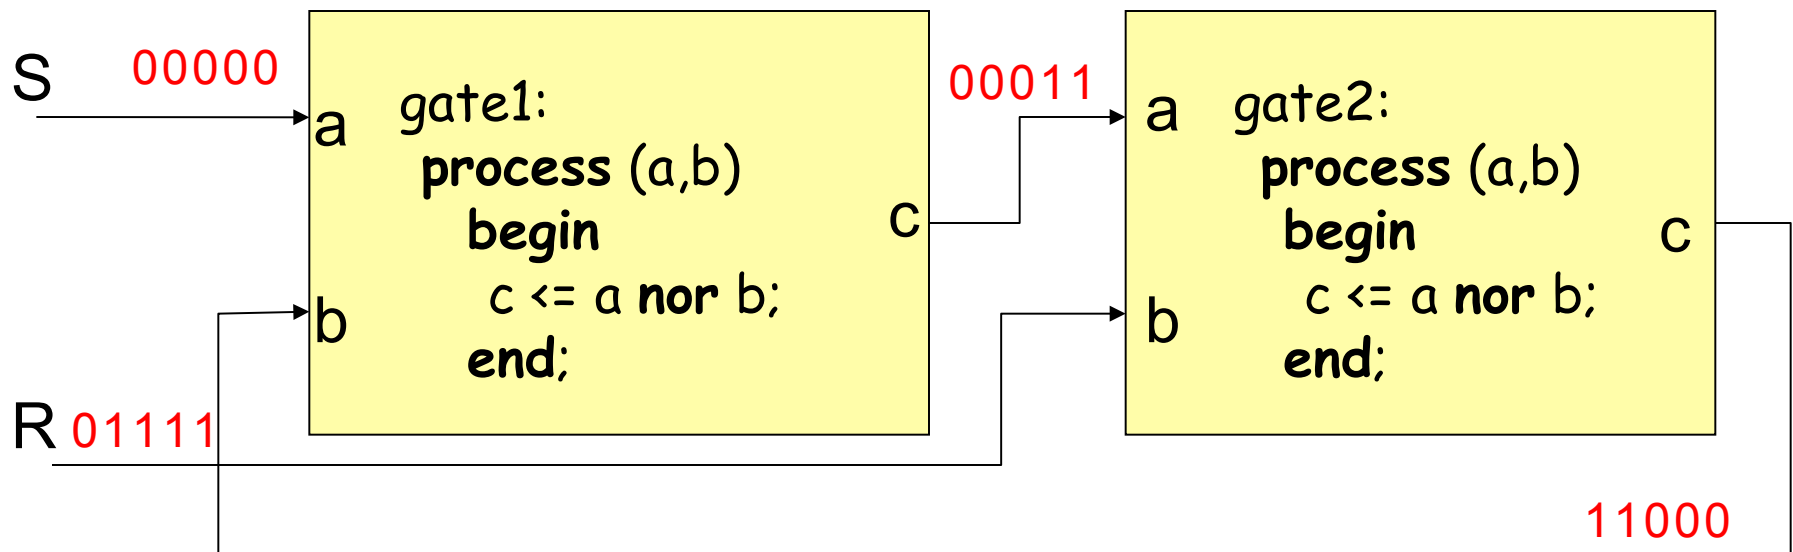 S
00000
a
gate1:
process (a,b)
begin
c <= a nor b;
end;
b
c
R
01111
00011
a
gate2:
process (a,b)
begin
c <= a nor b;
end;
b
c
11000